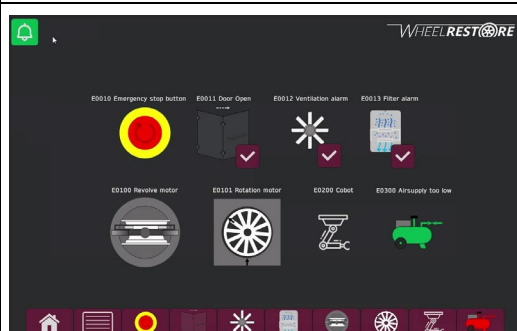 WHEELRESTORE
E0010 Emergency stop button
E0011 Door Open
E0012 Ventilation alarm
E0013 Filter alarm
E0100 Revolve motor
E0101 Rotation motor
E0200 Cobot
E0300 Airsupply too low